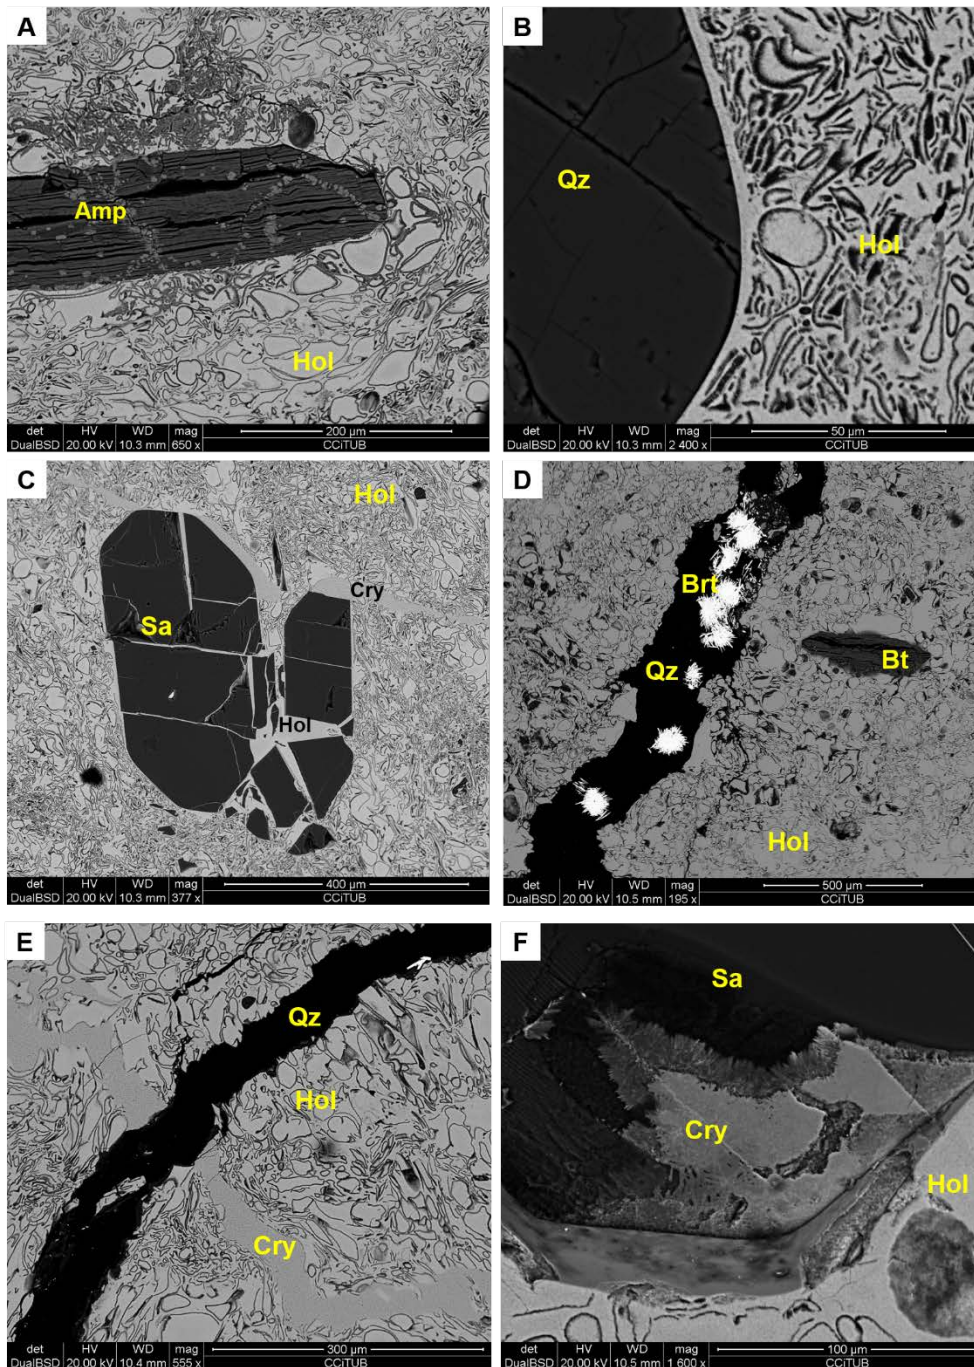 A
Amp
Hol
det HV WD mag 200 µm
DualBSD 20.00 kV 10.3 mm 650 x CCiTUB
B
Qz
Hol
det HV WD mag 50 µm
DualBSD 20.00 kV 10.3 mm 2 400 x CCiTUB
C
Hol
Cry
Sa
Hol
det HV WD mag 400 µm
DualBSD 20.00 kV 10.3 mm 377 x CCiTUB
D
Brt
Qz
Bt
Hol
det HV WD mag 500 µm
DualBSD 20.00 kV 10.5 mm 195 x CCiTUB
E
Qz
Hol
Cry
det HV WD mag 300 µm
DualBSD 20.00 kV 10.4 mm 555 x CCiTUB
F
Sa
Cry
Hol
det HV WD mag 100 µm
DualBSD 20.00 kV 10.5 mm 1 600 x CCiTUB